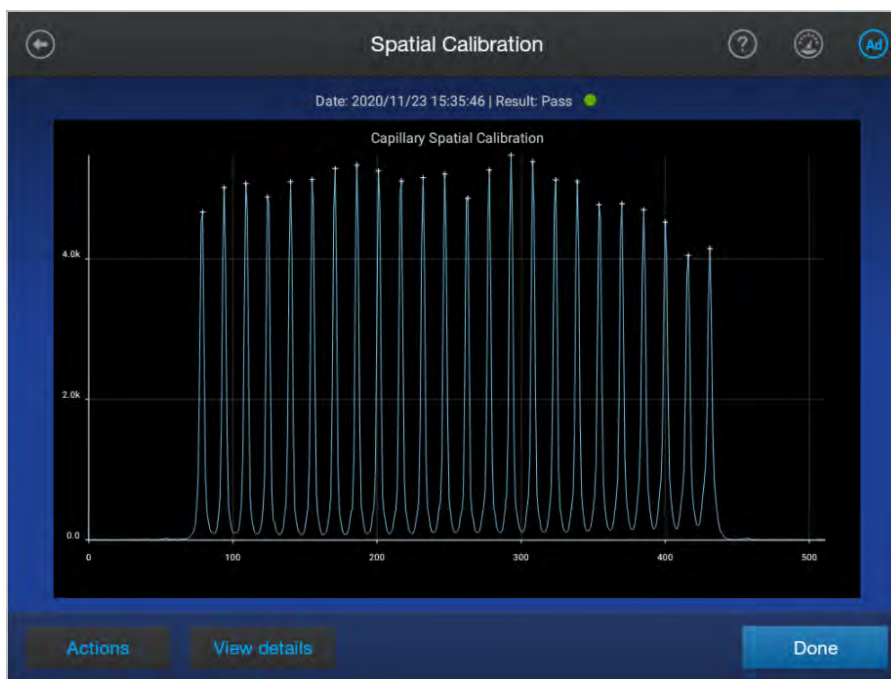 Spatial Calibration
?
Ad
Date: 2020/11/23 15:35:46 | Result: Pass
Capillary Spatial Calibration
4.0k
2.0k
0.0
0 100 200 300 400 500
Actions View details Done